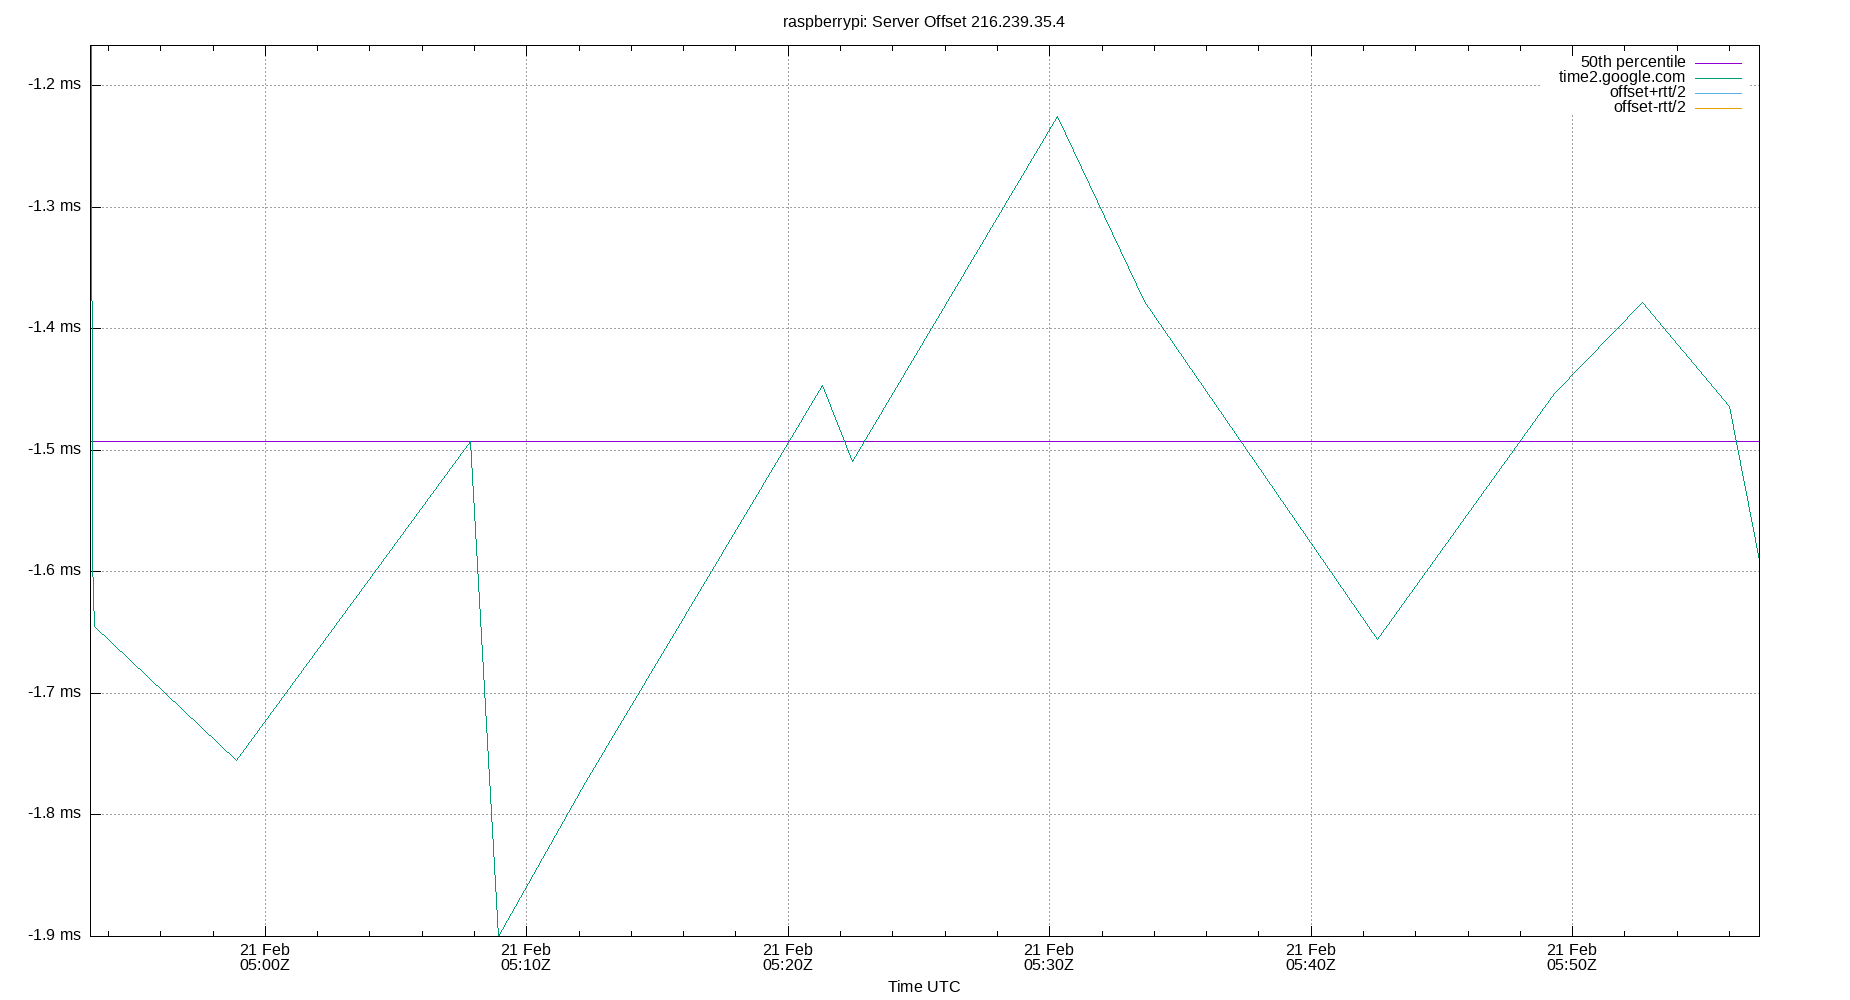 raspberrypi: Server Offset 216.239.35.4
50th percentile
time2.google.com
offset+rtt/2
offset-rtt/2
-1.2 ms
-1.3 ms
-1.4 ms
-1.5 ms
-1.6 ms
-1.7 ms
-1.8 ms
-1.9 ms
21 Feb 21 Feb 21 Feb 21 Feb 21 Feb 21 Feb
05:00Z 05:10Z 05:20Z 05:30Z 05:40Z 05:50Z
Time UTC